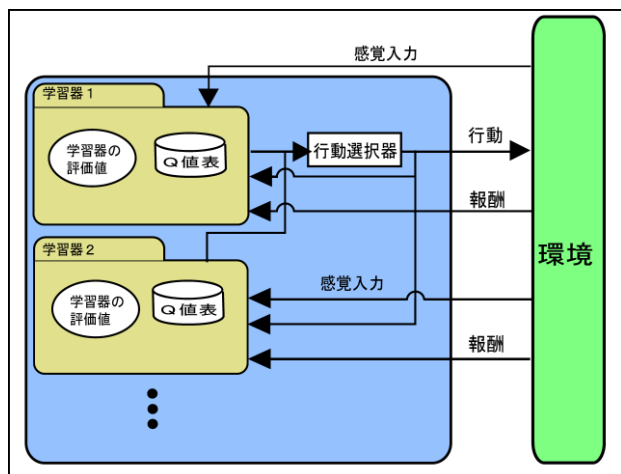 感覚入力
学習器1
学習器の
評価値
Q値表
行動選択器
行動
報酬
環境
学習器2
学習器の
評価値
Q値表
感覚入力
報酬